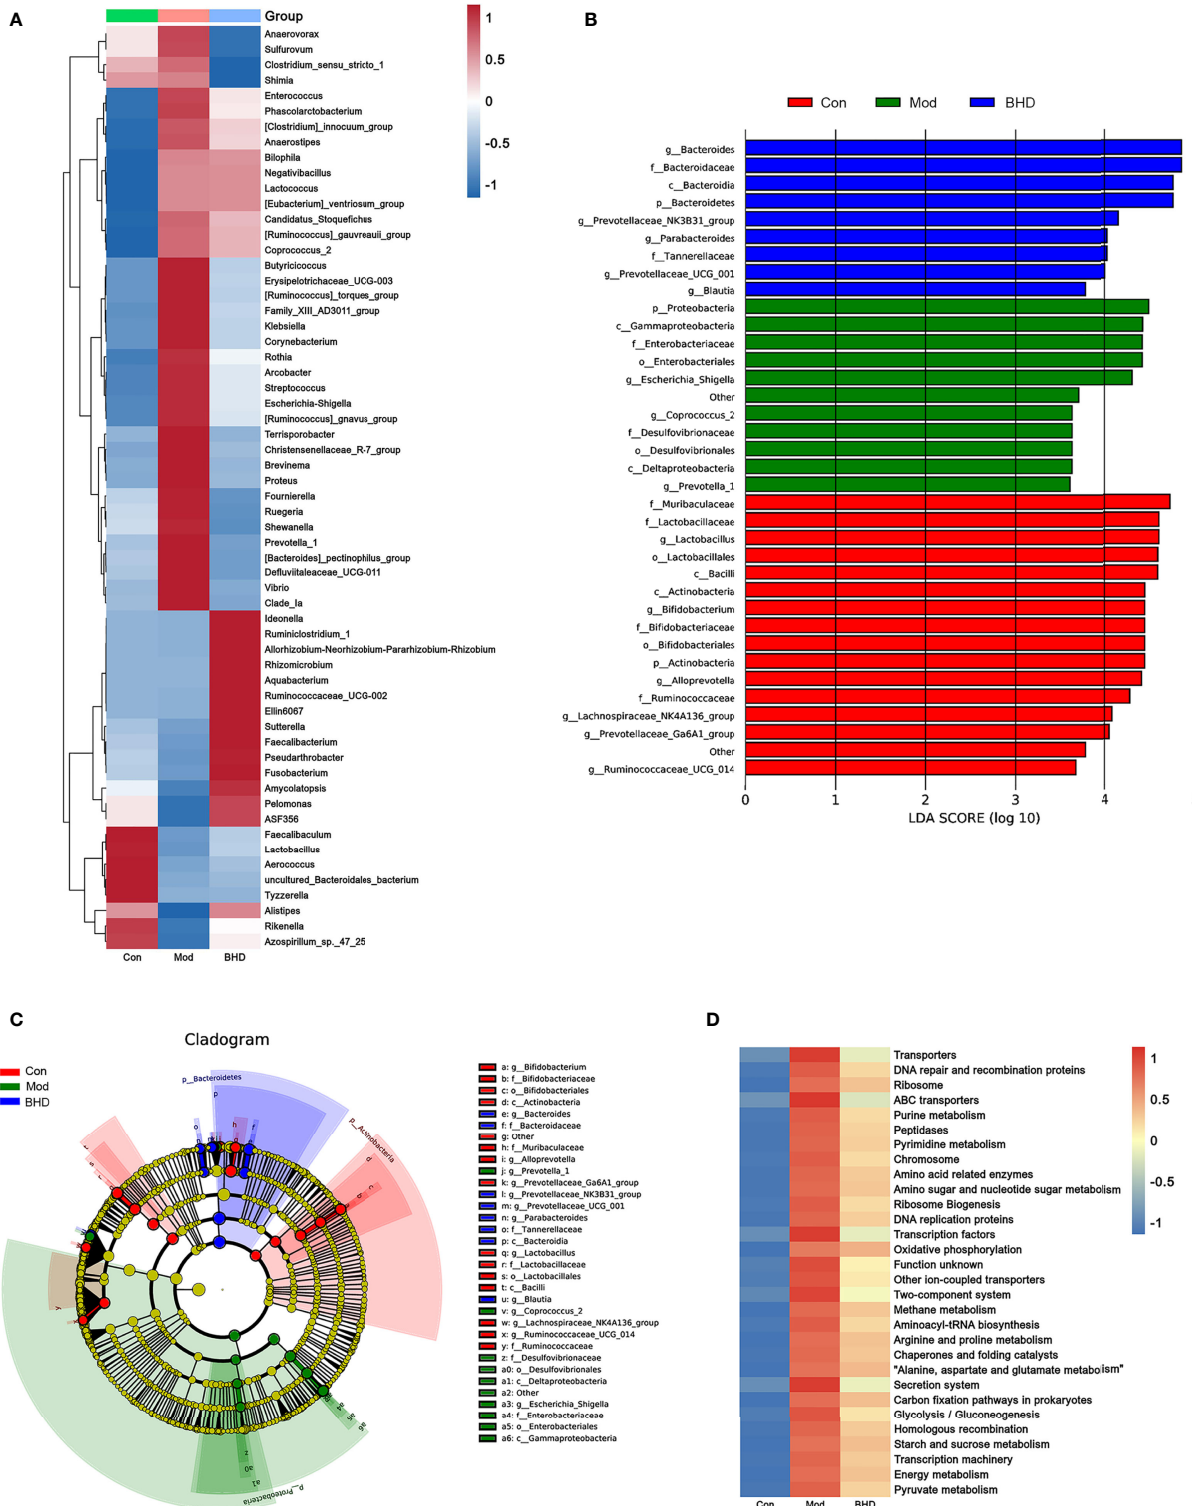 A
Group
Anaerovorax
Sulfurovum
Clostridium_sensu_stricto_1
Shimia
Enterococcus
Phascolarctobacterium
[Clostridium]_innocuum_group
Anaerostipes
Bilophila
Negativibacillus
Lactococcus
[Eubacterium]_ventriosum_group
Candidatus_Stoquefichus
[Ruminococcus]_gauvreauii_group
Coprococcus_2
Butyricicoccus
Erysipelotrichaceae_UCG-003
[Ruminococcus]_torques_group
Family_XIII_AD3011_group
Klebsiella
Corynebacterium
Rothia
Arcobacter
Streptococcus
Escherichia-Shigella
[Ruminococcus]_gnavus_group
Terrisporobacter
Christensenellaceae_R-7_group
Brevinema
Proteus
Fournierella
Ruegeria
Shewanella
Prevotella_1
[Bacteroides]_pectinophilus_group
Defluviitaleaceae_UCG-011
Vibrio
Clade_Ia
Ideonella
Ruminiclostridium_1
Allorhizobium-Neorhizobium-Pararhizobium-Rhizobium
Rhizomicrobium
Aquabacterium
Ruminococcaceae_UCG-002
Ellin6067
Sutterella
Faecalibacterium
Pseudarthrobacter
Fusobacterium
Amycolatopsis
Pelomonas
ASF356
Faecalibaculum
Lactobacillus
Aerococcus
uncultured_Bacteroidales_bacterium
Tyzzerella
Alistipes
Rikenella
Azospirillum_sp._47_25
Con Mod BHD
1
0.5
0
-0.5
-1
B
Con Mod BHD
g__Bacteroides
f__Bacteroidaceae
c__Bacteroidia
p__Bacteroidetes
g__Prevotellaceae_NK3B31_group
g__Parabacteroides
f__Tannerellaceae
g__Prevotellaceae_UCG_001
g__Blautia
p__Proteobacteria
c__Gammaproteobacteria
f__Enterobacteriaceae
o__Enterobacteriales
g__Escherichia_Shigella
Other
g__Coprococcus_2
f__Desulfovibrionaceae
o__Desulfovibrionales
c__Deltaproteobacteria
g__Prevotella_1
f__Muribaculaceae
f__Lactobacillaceae
g__Lactobacillus
o__Lactobacillales
c__Bacilli
c__Actinobacteria
g__Bifidobacterium
f__Bifidobacteriaceae
o__Bifidobacteriales
p__Actinobacteria
g__Alloprevotella
f__Ruminococcaceae
g__Lachnospiraceae_NK4A136_group
g__Prevotellaceae_Ga6A1_group
Other
g__Ruminococcaceae_UCG_014
0 1 2 3 4
LDA SCORE (log 10)
C
Cladogram
Con
Mod
BHD
p__Bacteroidetes
p
o
h
f
p__Actinobacteria
d
c
b
y
z
a0
a1
a6
p__Proteobacteria
a: g__Bifidobacterium
b: f__Bifidobacteriaceae
c: o__Bifidobacteriales
d: c__Actinobacteria
e: g__Bacteroides
f: f__Bacteroidaceae
g: Other
h: f__Muribaculaceae
i: g__Alloprevotella
j: g__Prevotella_1
k: g__Prevotellaceae_Ga6A1_group
l: g__Prevotellaceae_NK3B31_group
m: g__Prevotellaceae_UCG_001
n: g__Parabacteroides
o: f__Tannerellaceae
p: c__Bacteroidia
q: g__Lactobacillus
r: f__Lactobacillaceae
s: o__Lactobacillales
t: c__Bacilli
u: g__Blautia
v: g__Coprococcus_2
w: g__Lachnospiraceae_NK4A136_group
x: g__Ruminococcaceae_UCG_014
y: f__Ruminococcaceae
z: f__Desulfovibrionaceae
a0: o__Desulfovibrionales
a1: c__Deltaproteobacteria
a2: Other
a3: g__Escherichia_Shigella
a4: f__Enterobacteriaceae
a5: o__Enterobacteriales
a6: c__Gammaproteobacteria
D
Transporters
DNA repair and recombination proteins
Ribosome
ABC transporters
Purine metabolism
Peptidases
Pyrimidine metabolism
Chromosome
Amino acid related enzymes
Amino sugar and nucleotide sugar metabolism
Ribosome Biogenesis
DNA replication proteins
Transcription factors
Oxidative phosphorylation
Function unknown
Other ion-coupled transporters
Two-component system
Methane metabolism
Aminoacyl-tRNA biosynthesis
Arginine and proline metabolism
Chaperones and folding catalysts
"Alanine, aspartate and glutamate metabolism"
Secretion system
Carbon fixation pathways in prokaryotes
Glycolysis / Gluconeogenesis
Homologous recombination
Starch and sucrose metabolism
Transcription machinery
Energy metabolism
Pyruvate metabolism
Con Mod BHD
1
0.5
0
-0.5
-1